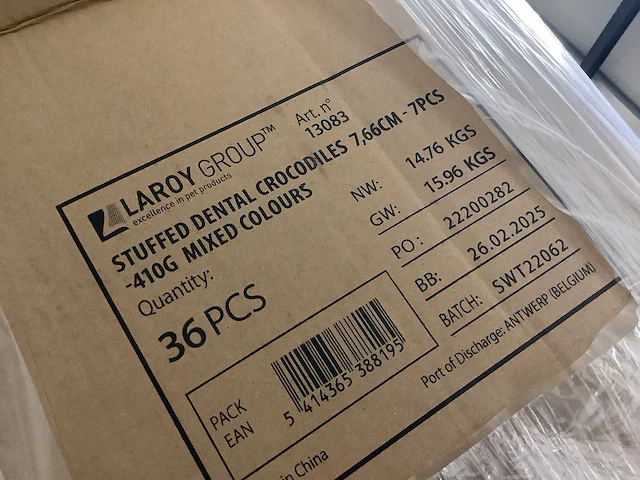 LAROY GROUP™
excellence in pet products
Art. n°
13083
STUFFED DENTAL CROCODILES 7,66CM - 7PCS
-410G MIXED COLOURS
Quantity:
36 PCS
NW: 14.76 KGS
GW: 15.96 KGS
PO: 22200282
BB: 26.02.2025
BATCH: SWT22062
PACK
EAN
5 414365 388195
Port of Discharge: ANTWERP (BELGIUM)
in China